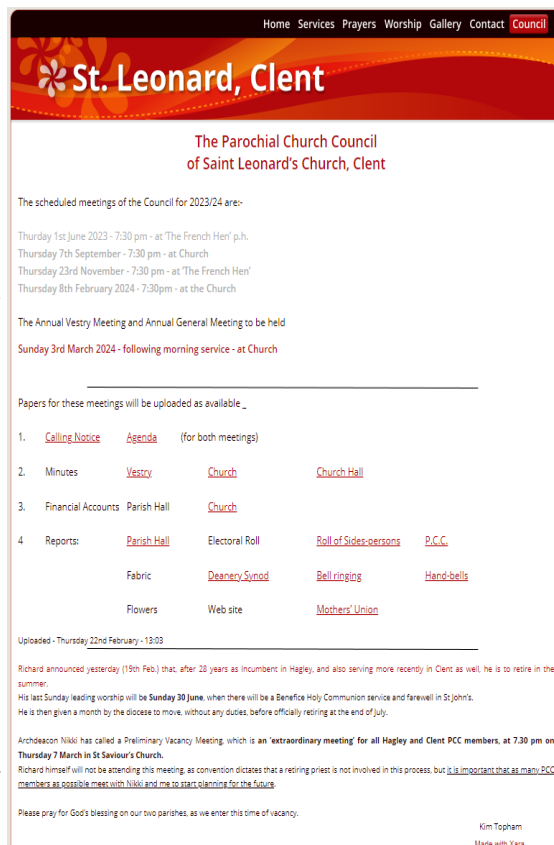 Home Services Prayers Worship Gallery Contact Council
St. Leonard, Clent
The Parochial Church Council
of Saint Leonard's Church, Clent
The scheduled meetings of the Council for 2023/24 are:-
Thurday 1st June 2023 - 7:30 pm - at 'The French Hen' p.h.
Thursday 7th September - 7:30 pm - at Church
Thursday 23rd November - 7:30 pm - at 'The French Hen'
Thursday 8th February 2024 - 7:30pm - at the Church
The Annual Vestry Meeting and Annual General Meeting to be held
Sunday 3rd March 2024 - following morning service - at Church
Papers for these meetings will be uploaded as available _
1. Calling Notice Agenda (for both meetings)
2. Minutes Vestry Church Church Hall
3. Financial Accounts Parish Hall Church
4 Reports: Parish Hall Electoral Roll Roll of Sides-persons P.C.C.
Fabric Deanery Synod Bell ringing Hand-bells
Flowers Web site Mothers' Union
Uploaded - Thursday 22nd February - 13:03
Richard announced yesterday (19th Feb.) that, after 28 years as Incumbent in Hagley, and also serving more recently in Clent as well, he is to retire in the
summer.
His last Sunday leading worship will be Sunday 30 June, when there will be a Benefice Holy Communion service and farewell in St John's.
He is then given a month by the diocese to move, without any duties, before officially retiring at the end of July.
Archdeacon Nikki has called a Preliminary Vacancy Meeting, which is an 'extraordinary meeting' for all Hagley and Clent PCC members, at 7.30 pm on
Thursday 7 March in St Saviour's Church.
Richard himself will not be attending this meeting, as convention dictates that a retiring priest is not involved in this process, but it is important that as many PCC
members as possible meet with Nikki and me to start planning for the future.
Please pray for God's blessing on our two parishes, as we enter this time of vacancy.
Kim Topham
Made with Xara